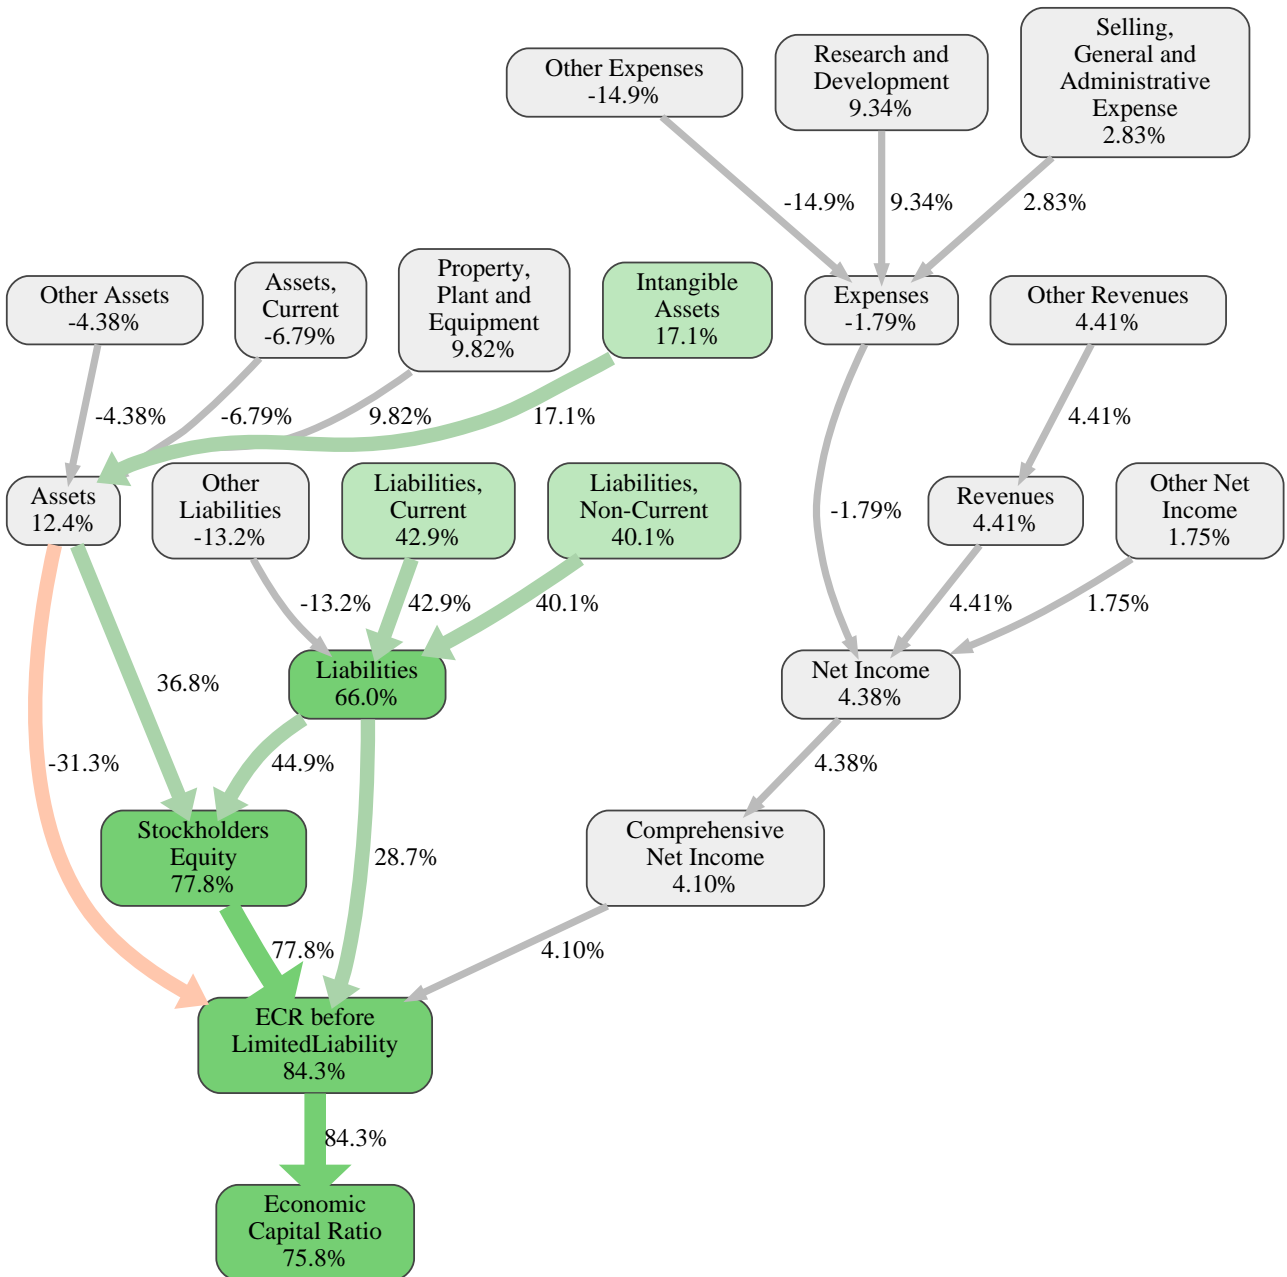 Selling,
General and
Administrative
Expense
2.83%
Research and
Development
9.34%
Other Expenses
-14.9%
-14.9%
9.34%
2.83%
Other Assets
-4.38%
Assets,
Current
-6.79%
Property,
Plant and
Equipment
9.82%
Intangible
Assets
17.1%
Expenses
-1.79%
Other Revenues
4.41%
-4.38%
-6.79%
9.82%
17.1%
4.41%
Assets
12.4%
Other
Liabilities
-13.2%
Liabilities,
Current
42.9%
Liabilities,
Non-Current
40.1%
-1.79%
Revenues
4.41%
Other Net
Income
1.75%
-13.2%
42.9%
40.1%
4.41%
1.75%
Liabilities
66.0%
Net Income
4.38%
36.8%
-31.3%
44.9%
4.38%
Stockholders
Equity
77.8%
28.7%
Comprehensive
Net Income
4.10%
77.8%
4.10%
ECR before
LimitedLiability
84.3%
84.3%
Economic
Capital Ratio
75.8%